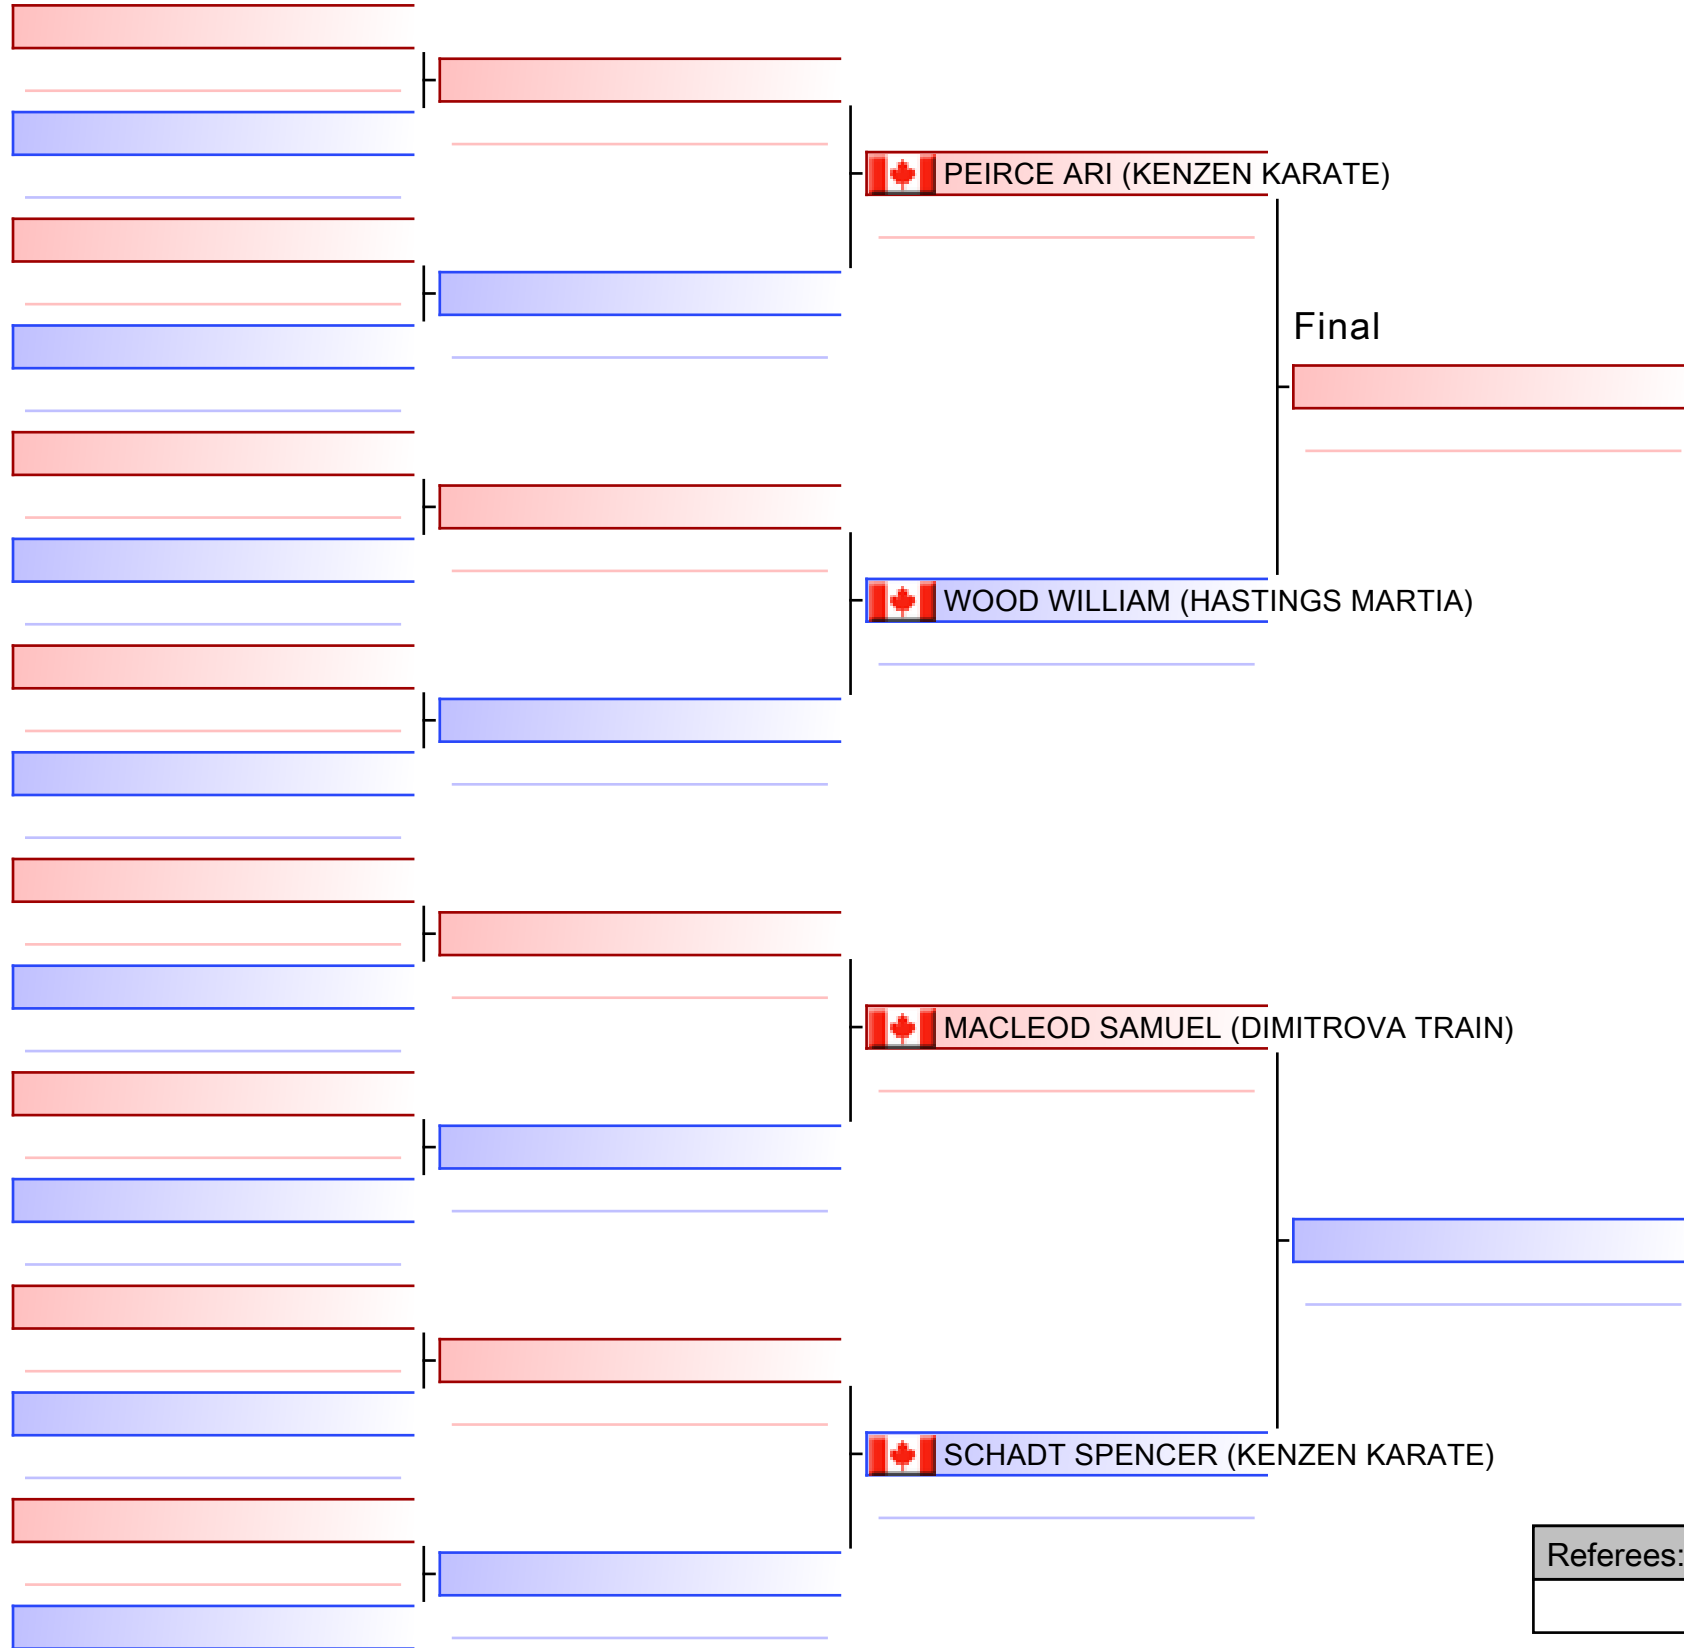 PEIRCE ARI (KENZEN KARATE)
Final
WOOD WILLIAM (HASTINGS MARTIA)
MACLEOD SAMUEL (DIMITROVA TRAIN)
SCHADT SPENCER (KENZEN KARATE)
Referees: